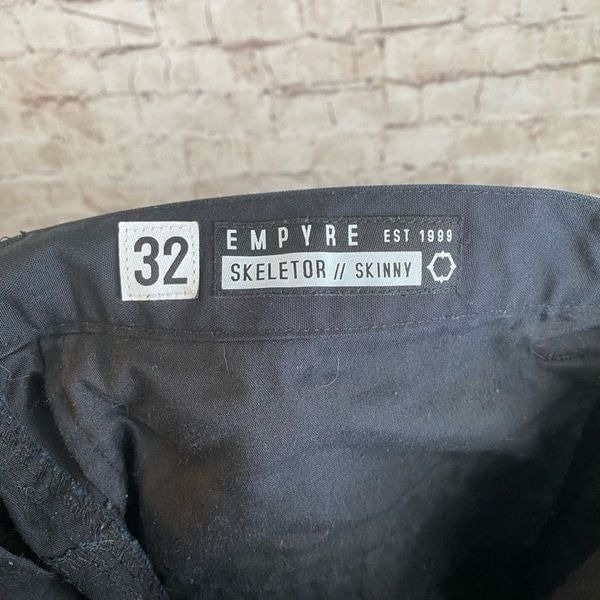 32
EMPYRE EST 1999
SKELETOR // SKINNY